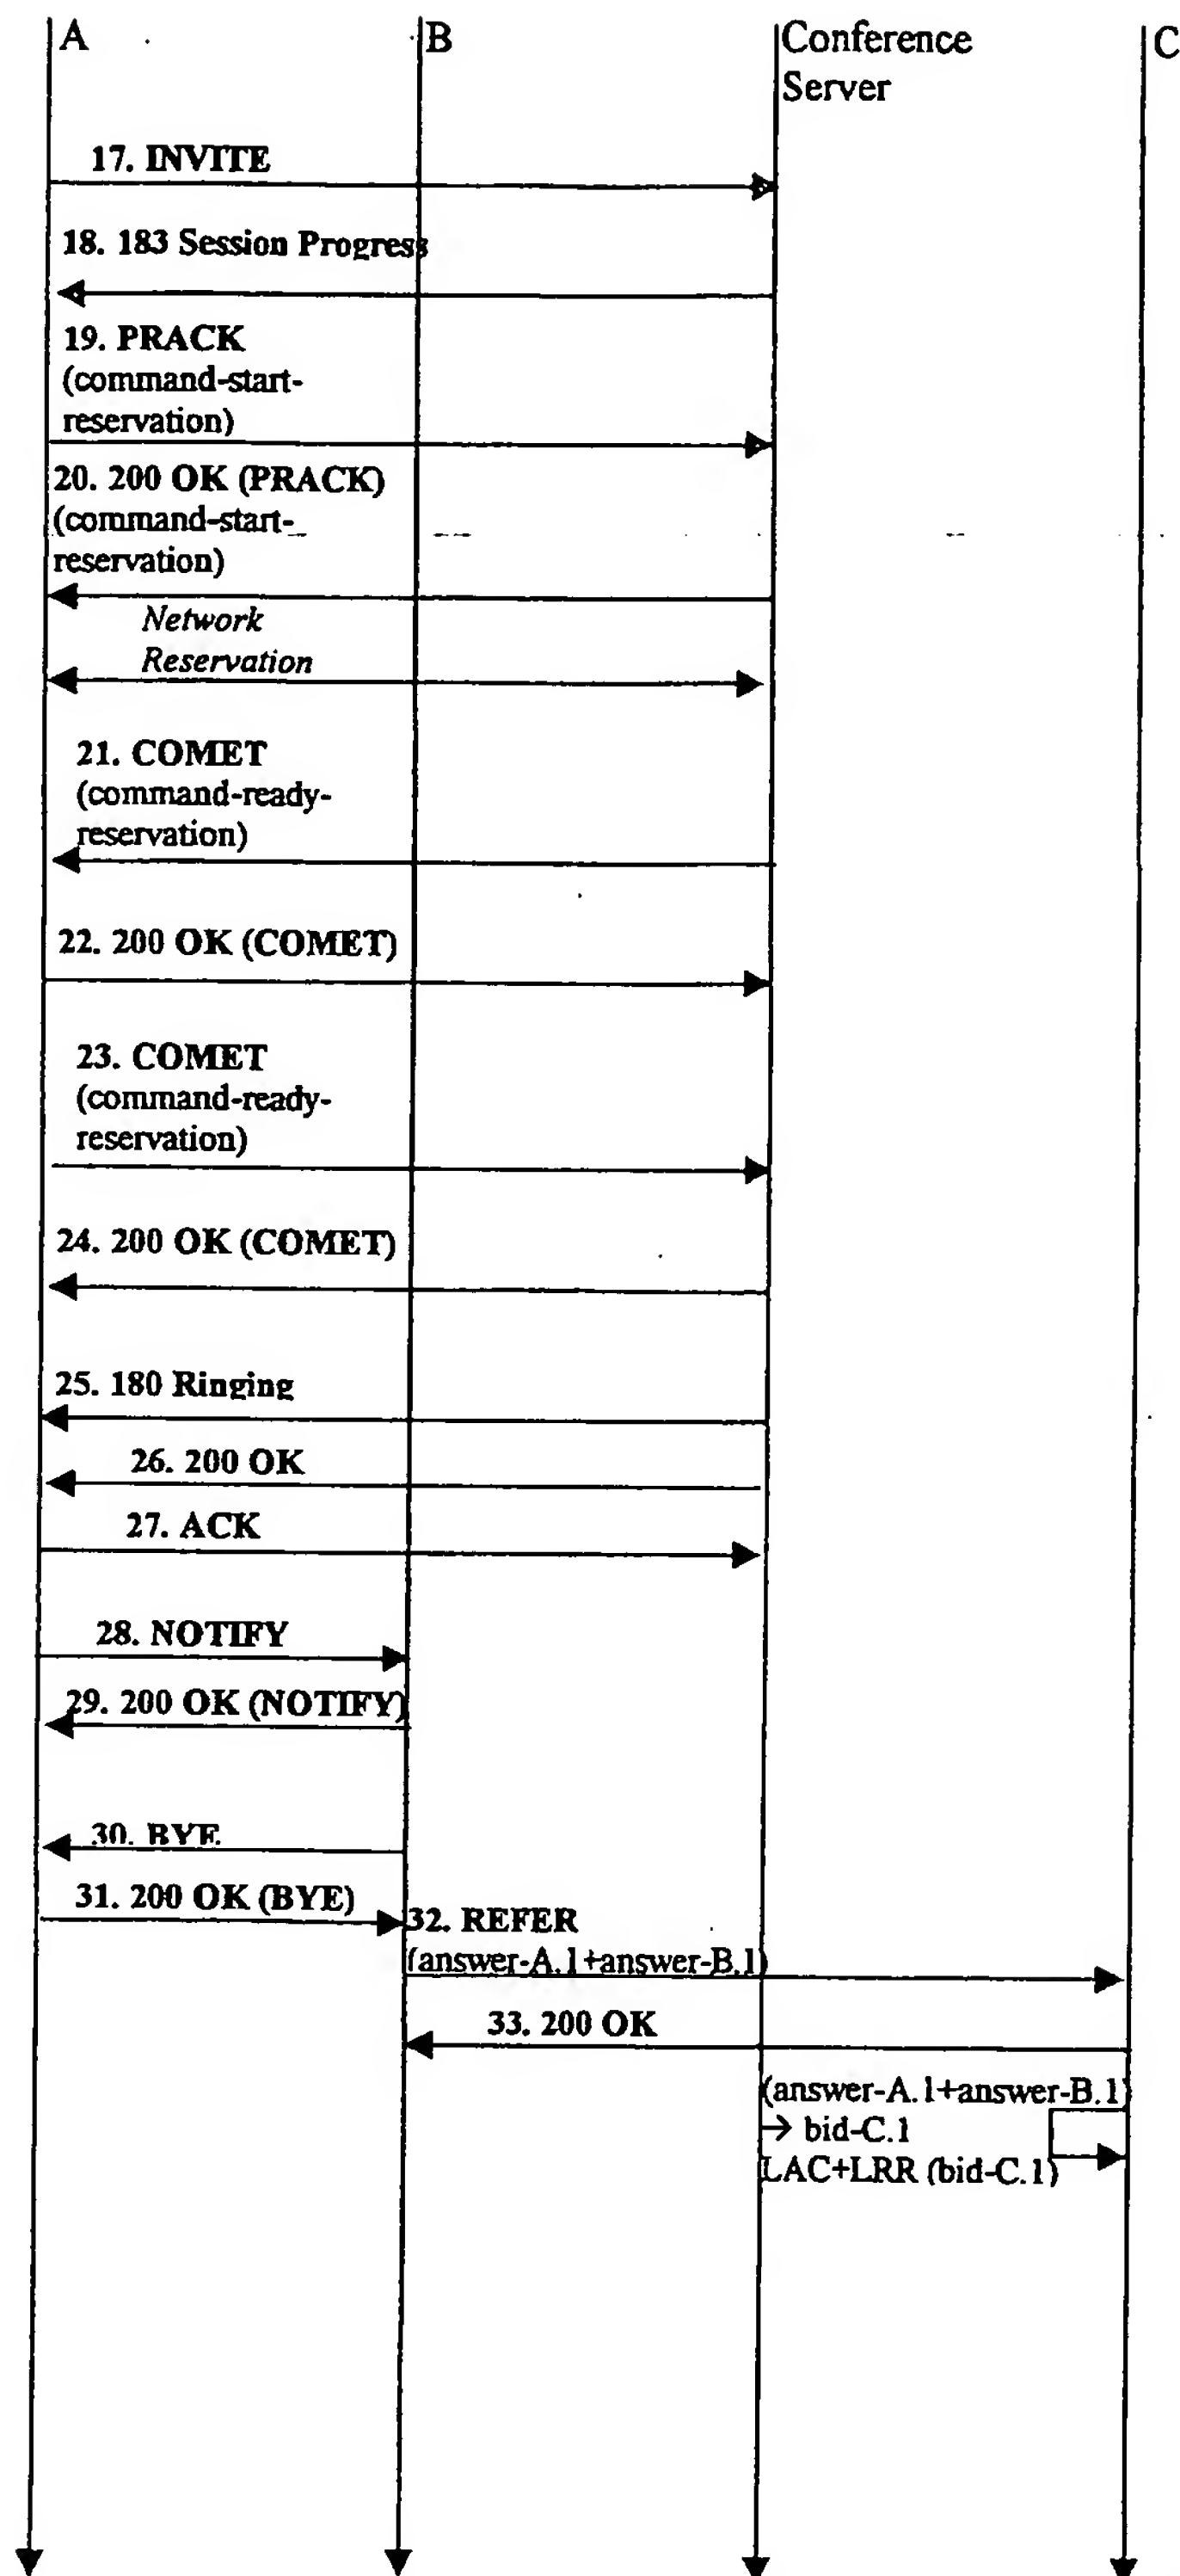 A
B
Conference
Server
C
17. INVITE
18. 183 Session Progress
19. PRACK
(command-start-
reservation)
20. 200 OK (PRACK)
(command-start-
reservation)
Network
Reservation
21. COMET
(command-ready-
reservation)
22. 200 OK (COMET)
23. COMET
(command-ready-
reservation)
24. 200 OK (COMET)
25. 180 Ringing
26. 200 OK
27. ACK
28. NOTIFY
29. 200 OK (NOTIFY)
30. BYE
31. 200 OK (BYE)
32. REFER
(answer-A.1+answer-B.1)
33. 200 OK
(answer-A.1+answer-B.1)
→ bid-C.1
LAC+LRR (bid-C.1)